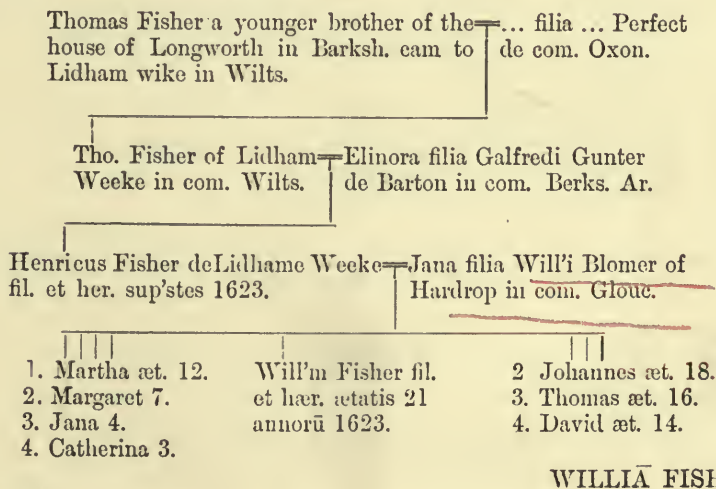 Thomas Fisher a younger brother of the
house of Longworth in Barksh. cam to
Lidham wike in Wilts.
... filia ... Perfect
de com. Oxon.
Tho. Fisher of Lidham
Weeke in com. Wilts.
Elinora filia Galfredi Gunter
de Barton in com. Berks. Ar.
Henricus Fisher de Lidhame Weeke
fil. et her. sup'stes 1623.
Jana filia Will'i Blomer of
Hardrop in com. Glouc.
1. Martha æt. 12.
2. Margaret 7.
3. Jana 4.
4. Catherina 3.
Will'm Fisher fil.
et hær. ætatis 21
annorū 1623.
2 Johannes æt. 18.
3. Thomas æt. 16.
4. David æt. 14.
WILLIĀ FISH